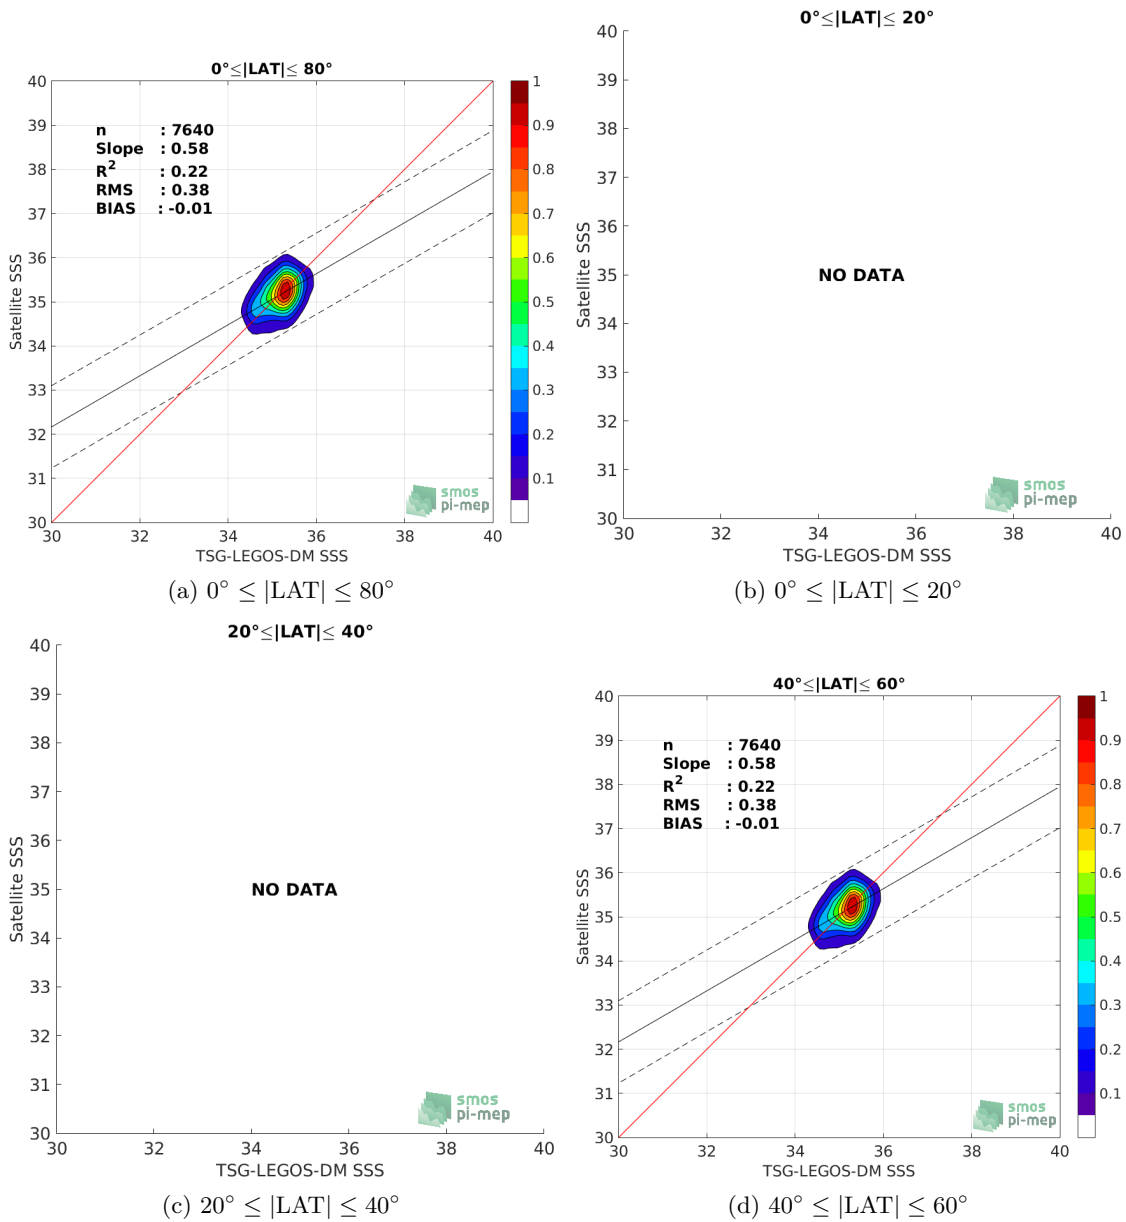 0°≤|LAT|≤ 80°
40
39
38
37
36
35
34
33
32
31
30
Satellite SSS
n : 7640
Slope : 0.58
R² : 0.22
RMS : 0.38
BIAS : -0.01
smos
pi-mep
30 32 34 36 38 40
TSG-LEGOS-DM SSS
1
0.9
0.8
0.7
0.6
0.5
0.4
0.3
0.2
0.1
(a) 0° ≤ |LAT| ≤ 80°
0°≤|LAT|≤ 20°
40
39
38
37
36
35
34
33
32
31
30
Satellite SSS
NO DATA
smos
pi-mep
30 32 34 36 38 40
TSG-LEGOS-DM SSS
(b) 0° ≤ |LAT| ≤ 20°
20°≤|LAT|≤ 40°
40
39
38
37
36
35
34
33
32
31
30
Satellite SSS
NO DATA
smos
pi-mep
30 32 34 36 38 40
TSG-LEGOS-DM SSS
(c) 20° ≤ |LAT| ≤ 40°
40°≤|LAT|≤ 60°
40
39
38
37
36
35
34
33
32
31
30
Satellite SSS
n : 7640
Slope : 0.58
R² : 0.22
RMS : 0.38
BIAS : -0.01
smos
pi-mep
30 32 34 36 38 40
TSG-LEGOS-DM SSS
1
0.9
0.8
0.7
0.6
0.5
0.4
0.3
0.2
0.1
(d) 40° ≤ |LAT| ≤ 60°